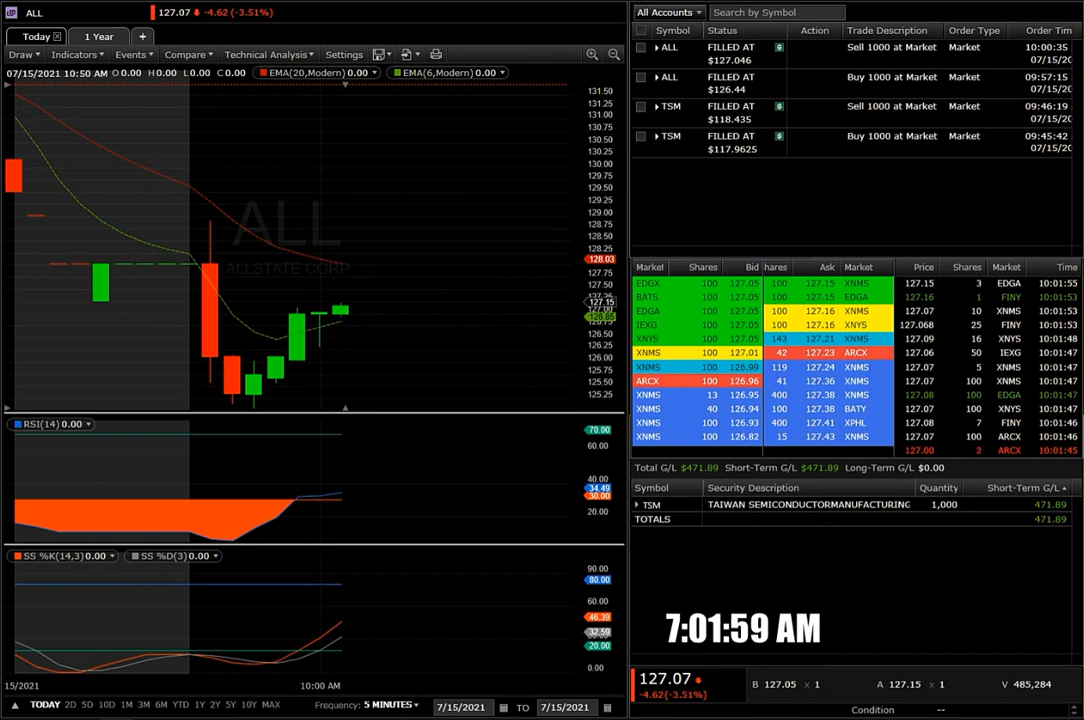 ALL 127.07 -4.62 (-3.51%)
Today 1 Year +
Draw Indicators Events Compare Technical Analysis Settings
07/15/2021 10:50 AM O 0.00 H 0.00 L 0.00 C 0.00 EMA(20,Modern) 0.00 EMA(6,Modern) 0.00
131.50
131.25
131.00
130.75
130.50
130.25
130.00
129.75
129.50
129.25
129.00
128.75
128.50
128.25
128.03
127.75
127.50
127.15
126.50
126.25
126.00
125.75
125.50
125.25
ALL
ALLSTATE CORP
RSI(14) 0.00
70.00
60.00
40.00
34.49
30.00
20.00
SS %K(14,3) 0.00 SS %D(3) 0.00
90.00
80.00
60.00
46.39
32.59
20.00
0.00
15/2021 10:00 AM
TODAY 2D 5D 10D 1M 3M 6M YTD 1Y 2Y 5Y 10Y MAX Frequency: 5 MINUTES 7/15/2021 TO 7/15/2021
All Accounts Search by Symbol
Symbol Status Action Trade Description Order Type Order Tim
ALL FILLED AT $ Sell 1000 at Market Market 10:00:35
$127.046 07/15/20
ALL FILLED AT $ Buy 1000 at Market Market 09:57:15
$126.44 07/15/20
TSM FILLED AT $ Sell 1000 at Market Market 09:46:19
$118.435 07/15/20
TSM FILLED AT $ Buy 1000 at Market Market 09:45:42
$117.9625 07/15/20
Market Shares Bid hares Ask Market Price Shares Market Time
EDGX 100 127.05 100 127.15 XNMS 127.15 3 EDGA 10:01:55
BATS 100 127.05 100 127.15 EDGA 127.16 1 FINY 10:01:53
EDGA 100 127.05 100 127.16 XNMS 127.07 10 XNMS 10:01:53
IEXG 100 127.05 100 127.16 XNYS 127.068 25 FINY 10:01:53
XNYS 100 127.05 143 127.21 XNMS 127.09 16 XNYS 10:01:48
XNMS 100 127.01 42 127.23 ARCX 127.06 50 IEXG 10:01:53
XNMS 100 126.99 119 127.24 XNMS 127.07 5 XNMS 10:01:47
ARCX 100 126.96 41 127.36 XNMS 127.07 100 XNMS 10:01:47
XNMS 13 126.95 400 127.38 XNMS 127.08 100 EDGA 10:01:47
XNMS 40 126.94 100 127.38 BATY 127.07 100 XNYS 10:01:47
XNMS 100 126.93 400 127.41 XPHL 127.08 7 FINY 10:01:46
XNMS 100 126.82 15 127.43 XNMS 127.07 100 ARCX 10:01:47
127.00 2 ARCX 10:01:45
Total G/L $471.89 Short-Term G/L $471.89 Long-Term G/L $0.00
Symbol Security Description Quantity Short-Term G/L
TSM TAIWAN SEMICONDUCTORMANUFACTURING 1,000 471.89
TOTALS 471.89
7:01:59 AM
127.07 B 127.05 x 1 A 127.15 x 1 V 485,284
-4.62(-3.51%)
Condition --